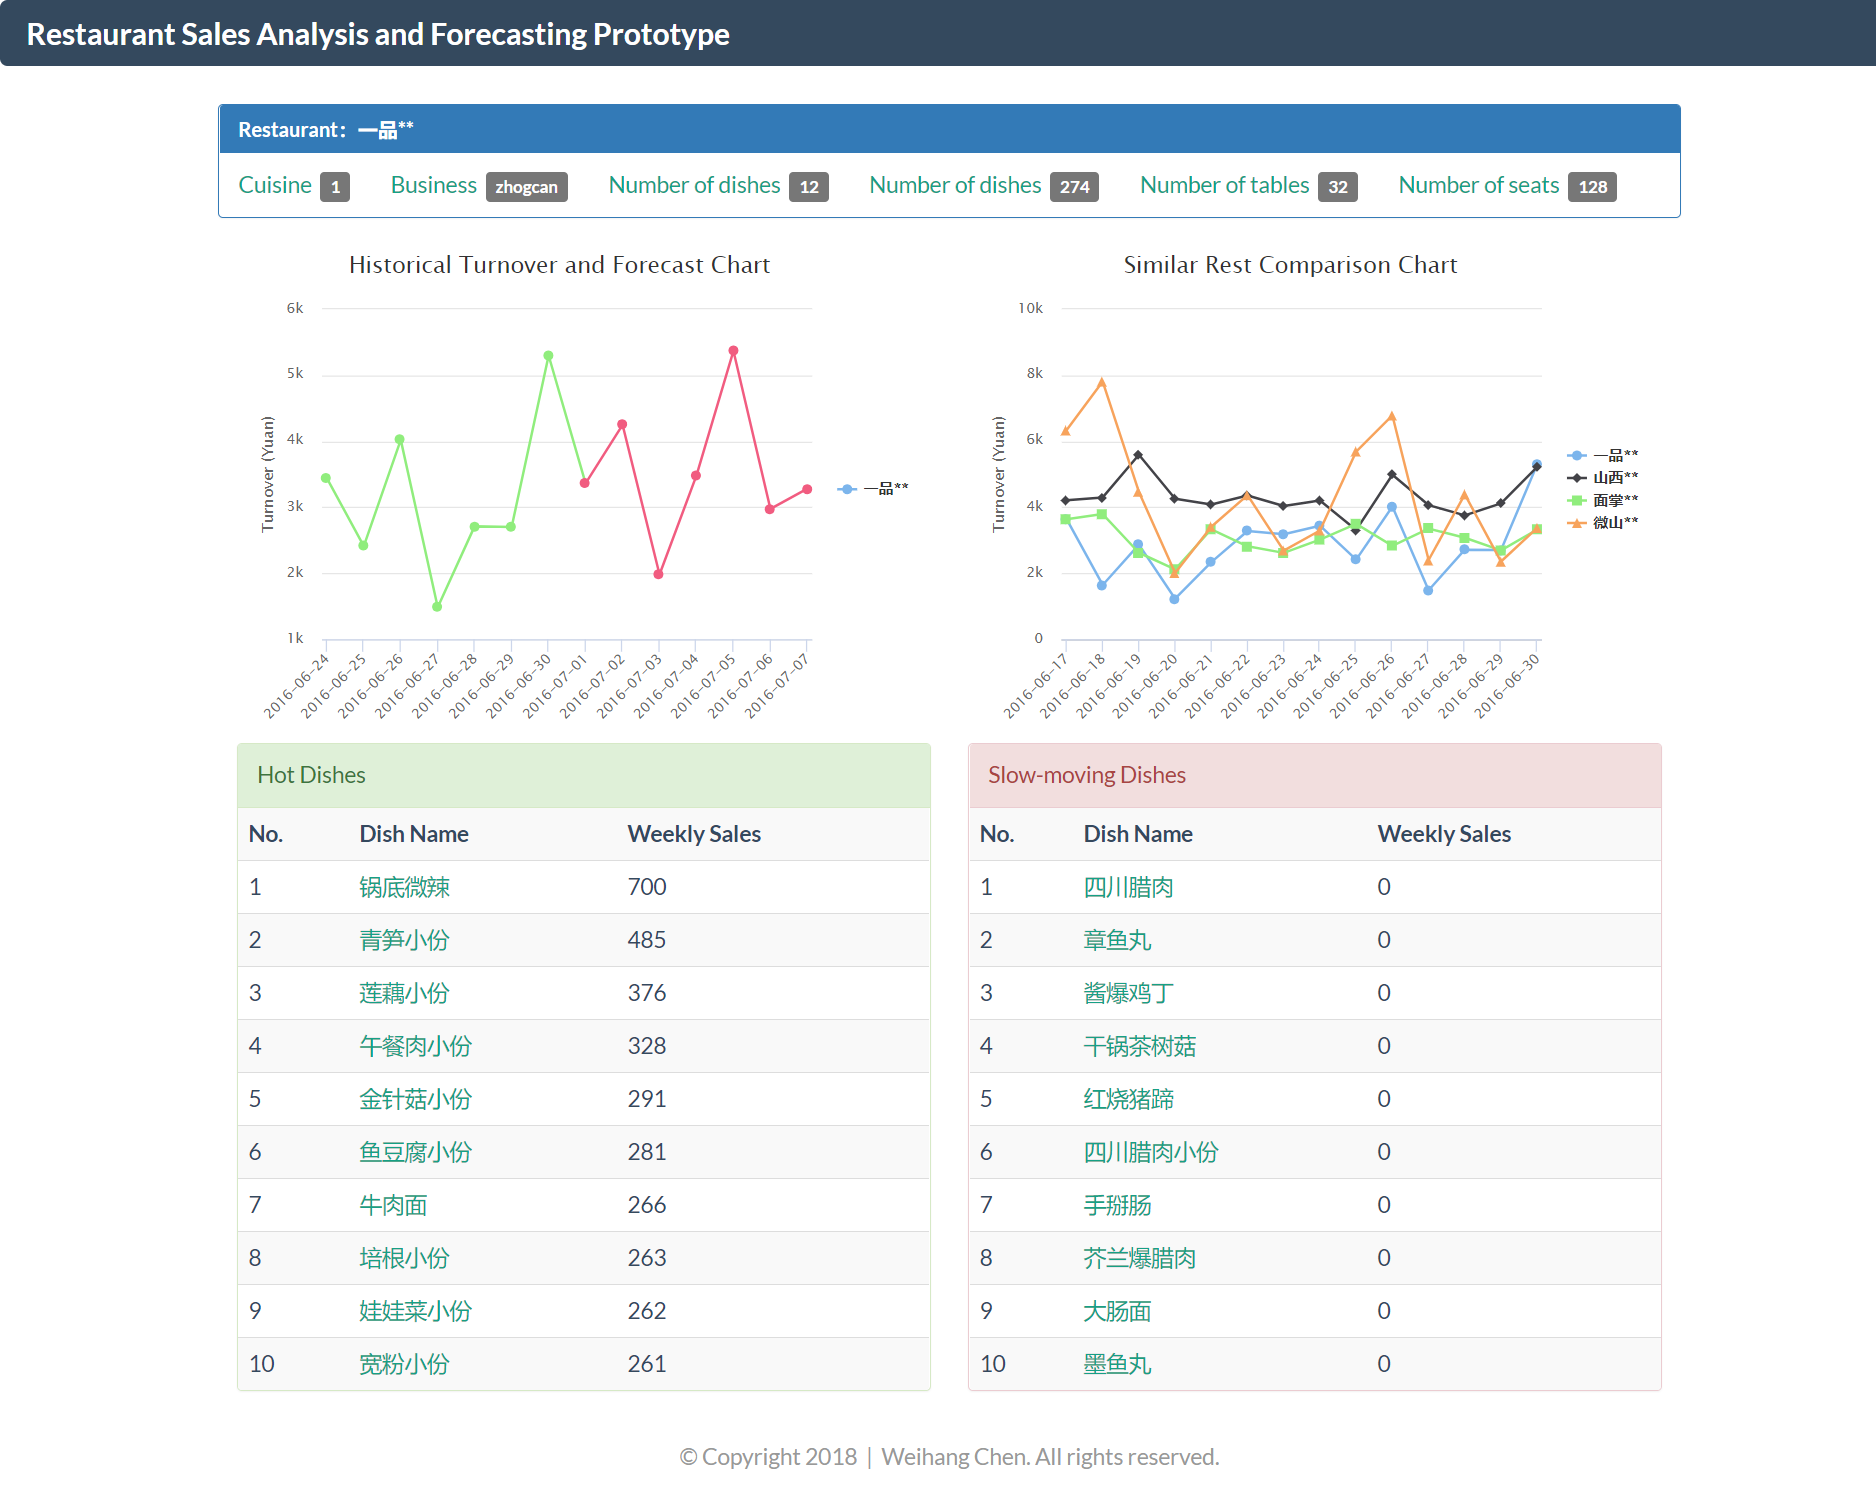 Restaurant Sales Analysis and Forecasting Prototype
Restaurant：一品**
Cuisine 1 Business zhogcan Number of dishes 12 Number of dishes 274 Number of tables 32 Number of seats 128
Historical Turnover and Forecast Chart
Turnover (Yuan)
6k
5k
4k
3k
2k
1k
2016-06-24
2016-06-25
2016-06-26
2016-06-27
2016-06-28
2016-06-29
2016-06-30
2016-07-01
2016-07-02
2016-07-03
2016-07-04
2016-07-05
2016-07-06
2016-07-07
一品**
Similar Rest Comparison Chart
Turnover (Yuan)
10k
8k
6k
4k
2k
0
2016-06-17
2016-06-18
2016-06-19
2016-06-20
2016-06-21
2016-06-22
2016-06-23
2016-06-24
2016-06-25
2016-06-26
2016-06-27
2016-06-28
2016-06-29
2016-06-30
一品**
山西**
面掌**
微山**
Hot Dishes
No. Dish Name Weekly Sales
1 锅底微辣 700
2 青笋小份 485
3 莲藕小份 376
4 午餐肉小份 328
5 金针菇小份 291
6 鱼豆腐小份 281
7 牛肉面 266
8 培根小份 263
9 娃娃菜小份 262
10 宽粉小份 261
Slow-moving Dishes
No. Dish Name Weekly Sales
1 四川腊肉 0
2 章鱼丸 0
3 酱爆鸡丁 0
4 干锅茶树菇 0
5 红烧猪蹄 0
6 四川腊肉小份 0
7 手掰肠 0
8 芥兰爆腊肉 0
9 大肠面 0
10 墨鱼丸 0
© Copyright 2018 | Weihang Chen. All rights reserved.